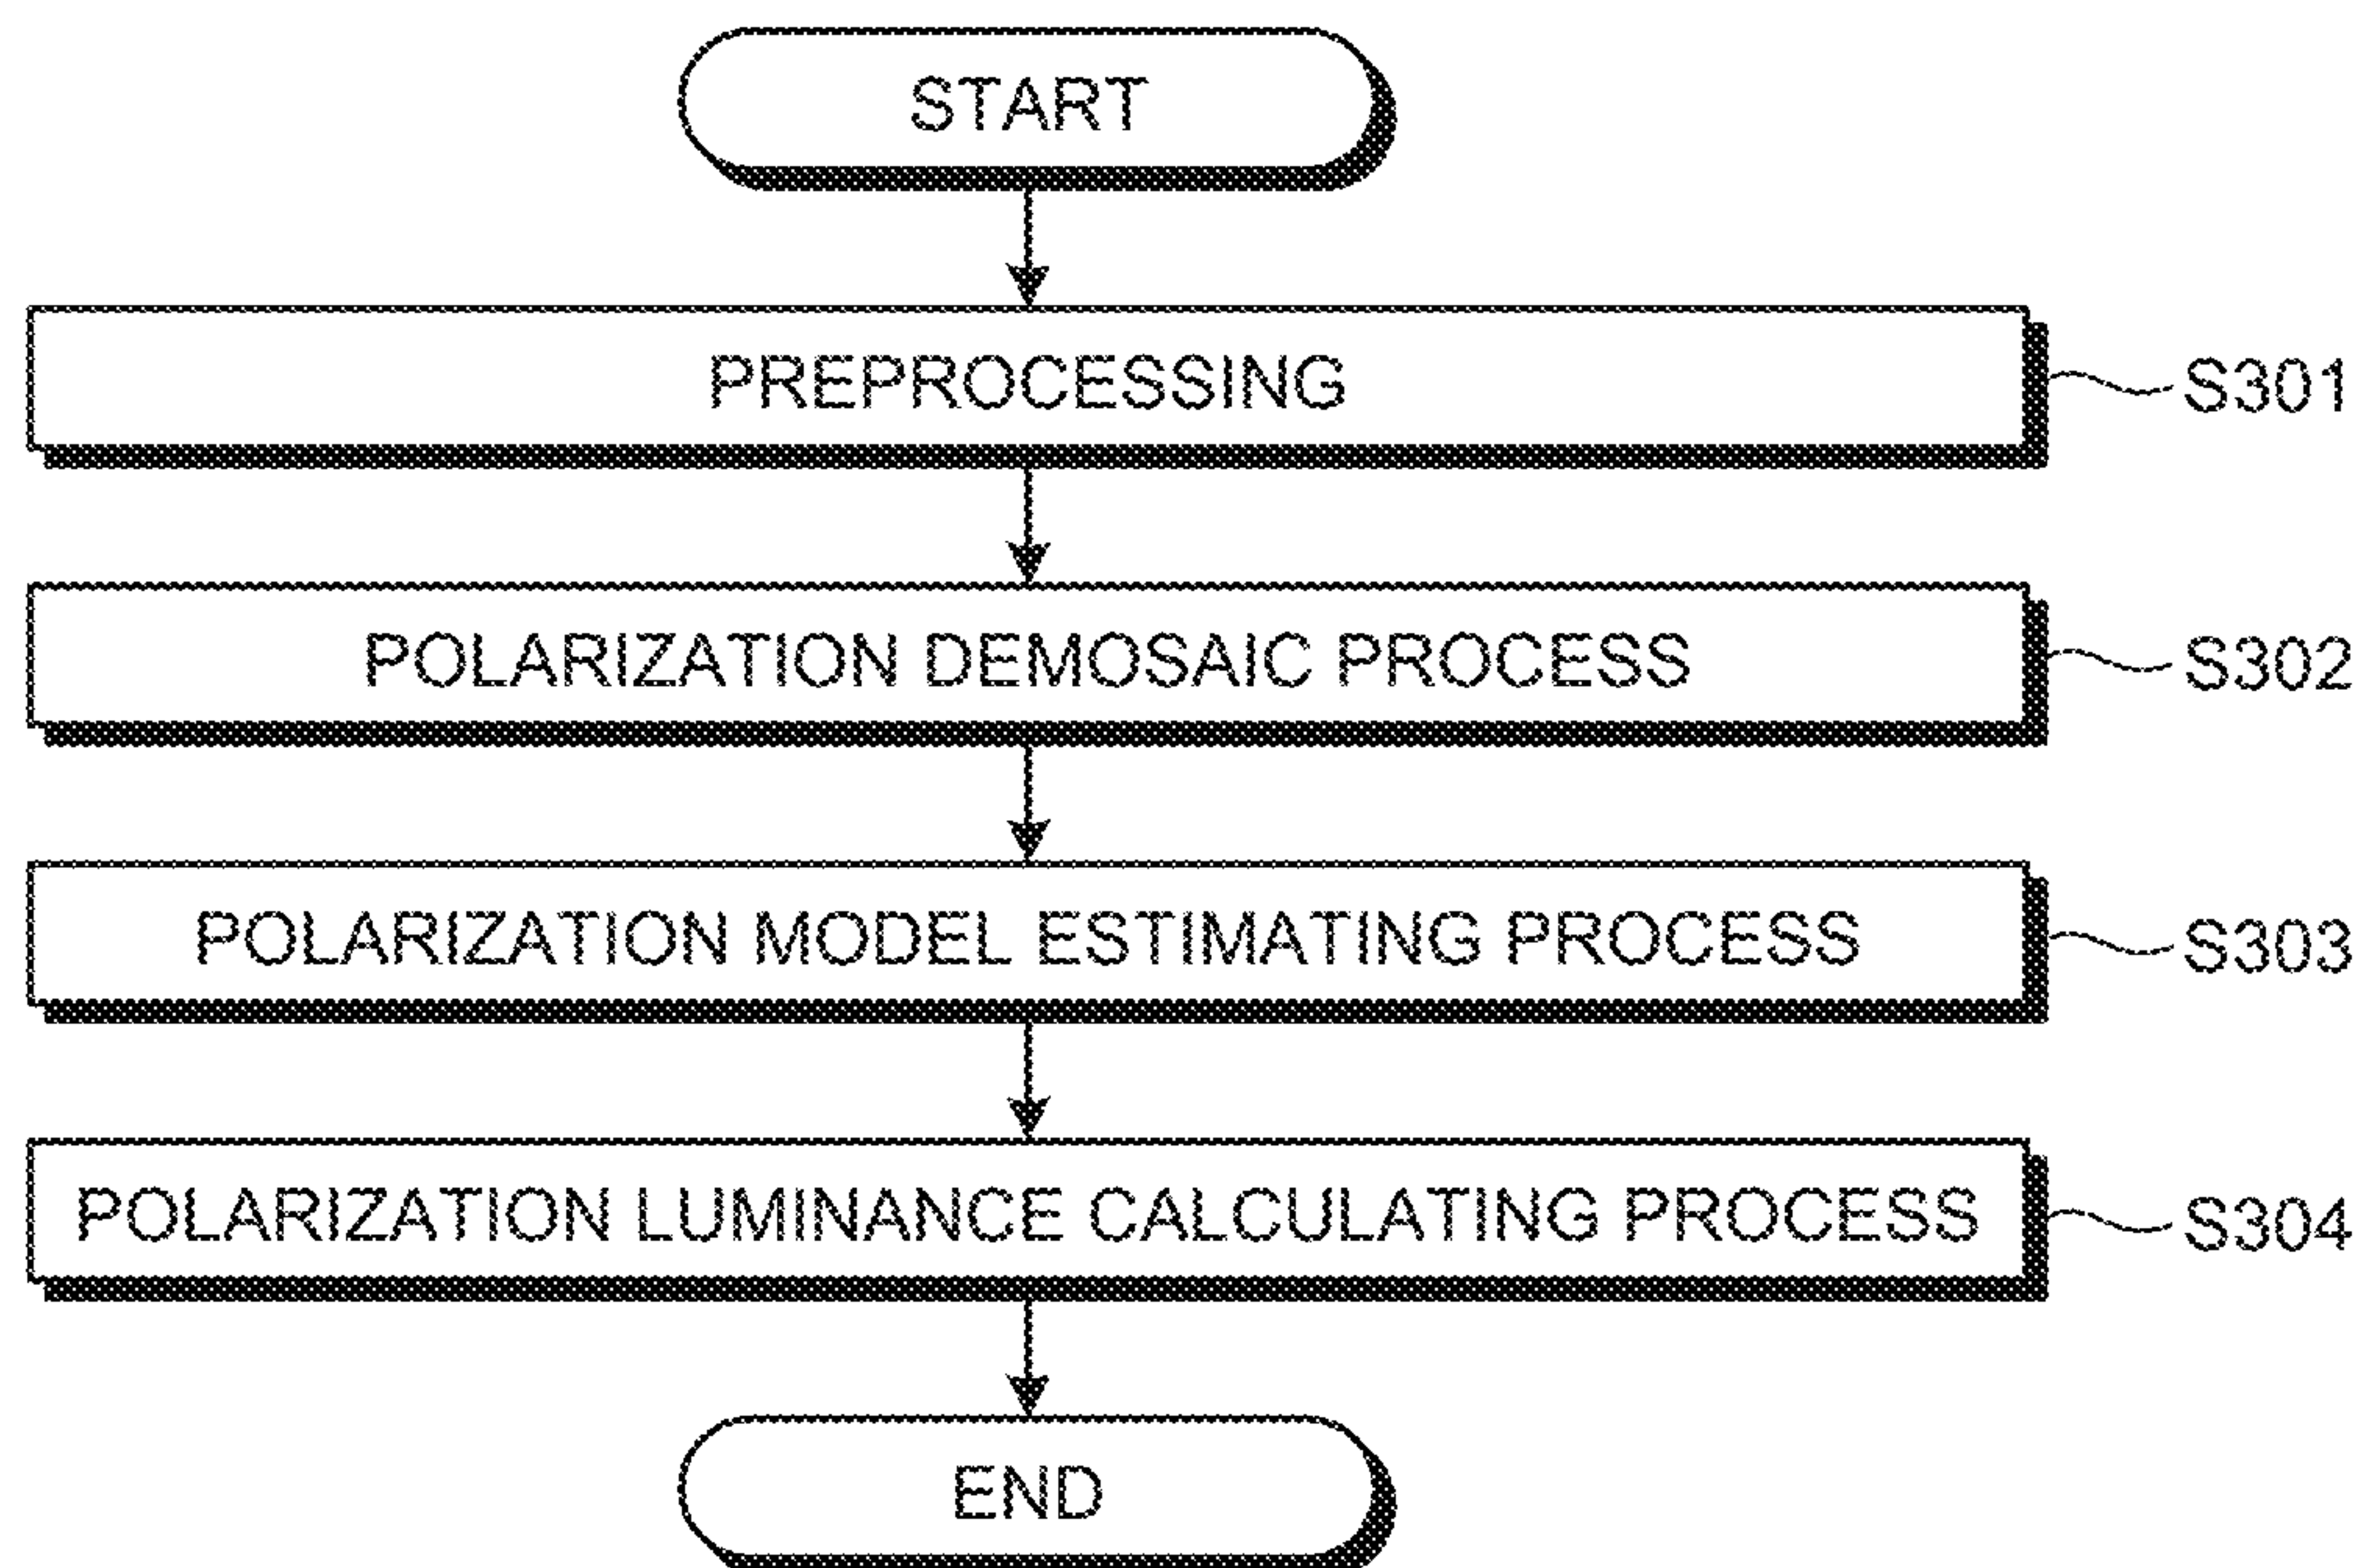 START
PREPROCESSING
S301
POLARIZATION DEMOSAIC PROCESS
S302
POLARIZATION MODEL ESTIMATING PROCESS
S303
POLARIZATION LUMINANCE CALCULATING PROCESS
S304
END